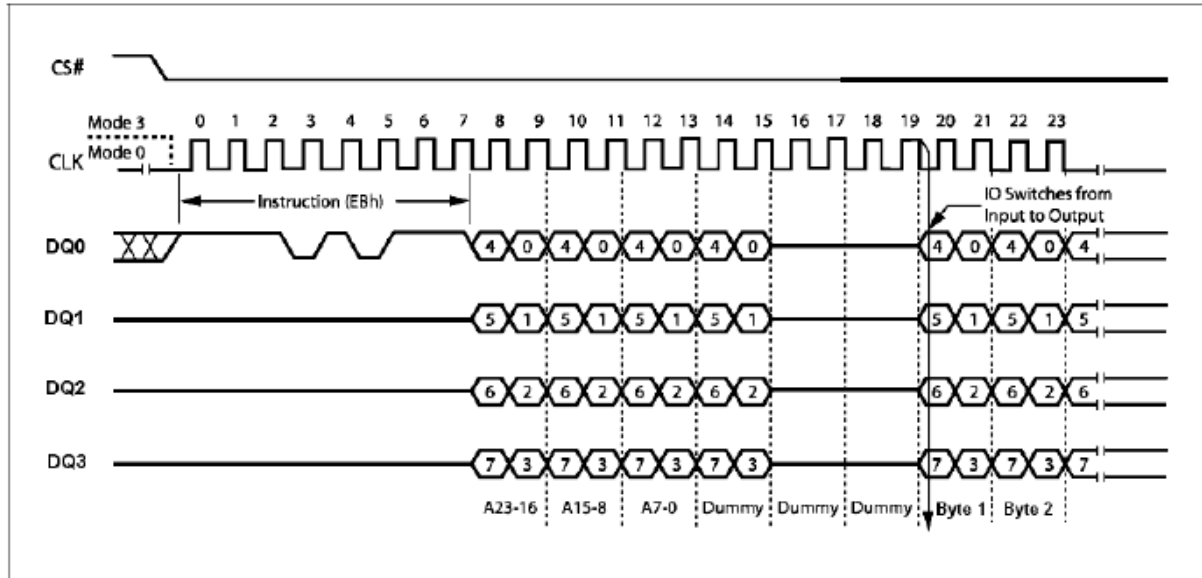 CS#
Mode 3
0 1 2 3 4 5 6 7 8 9 10 11 12 13 14 15 16 17 18 19 20 21 22 23
CLK
Mode 0
Instruction (EBh)
IO Switches from
Input to Output
DQ0
4 0 4 0 4 0 4 0 4 0 4 0 4
DQ1
5 1 5 1 5 1 5 1 5 1 5 1 5
DQ2
6 2 6 2 6 2 6 2 6 2 6 2 6
DQ3
7 3 7 3 7 3 7 3 7 3 7 3 7
A23-16 A15-8 A7-0 Dummy Dummy Dummy Byte 1 Byte 2